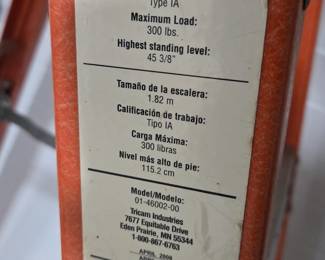 Type IA
Maximum Load:
300 lbs.
Highest standing level:
45 3/8"
Tamaño de la escalera:
1.82 m
Calificación de trabajo:
Tipo IA
Carga Máxima:
300 libras
Nivel más alto de pie:
115.2 cm
Model/Modelo:
01-46002-00
Tricam Industries
7677 Equitable Drive
Eden Prairie, MN 55344
1-800-867-6763
APRIL 2008